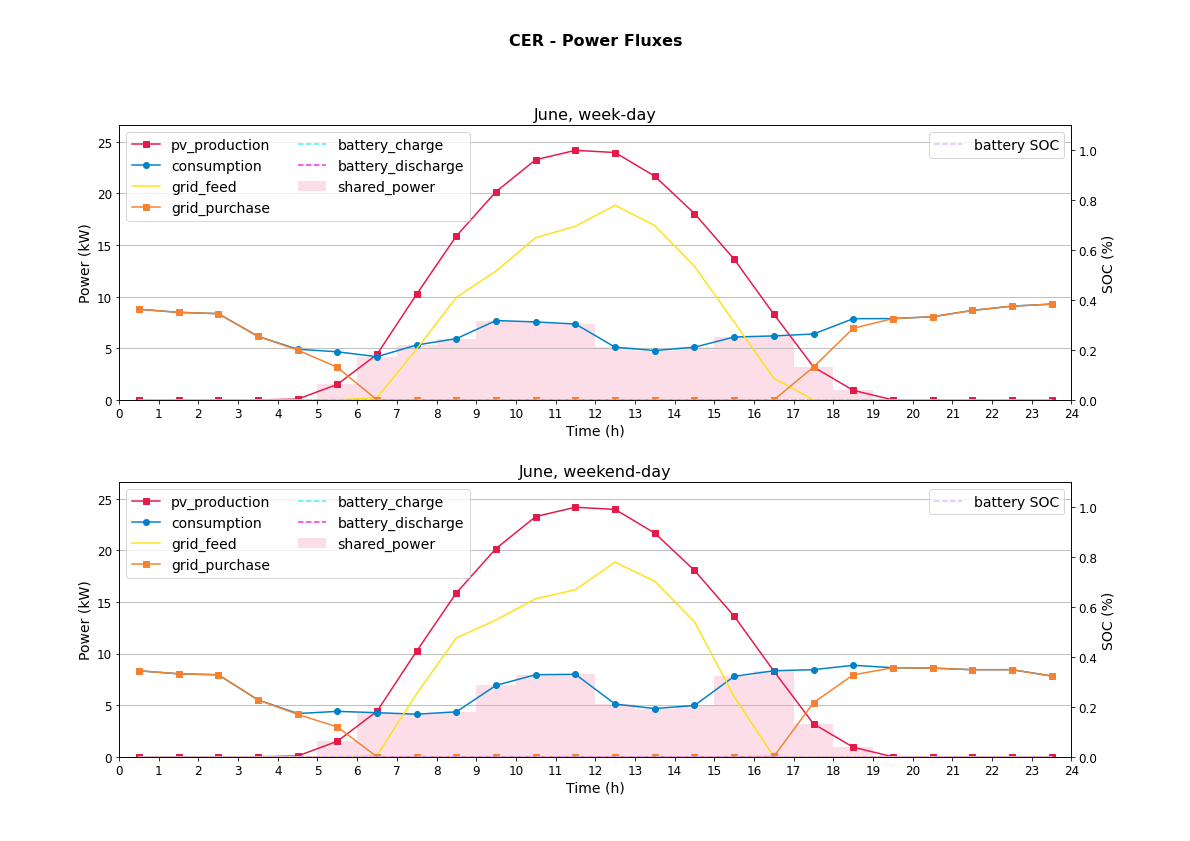 CER - Power Fluxes
June, week-day
pv_production
consumption
grid_feed
grid_purchase
battery_charge
battery_discharge
shared_power
battery SOC
Power (kW)
25
20
15
10
5
0
SOC (%)
1.0
0.8
0.6
0.4
0.2
0.0
0 1 2 3 4 5 6 7 8 9 10 11 12 13 14 15 16 17 18 19 20 21 22 23 24
Time (h)
June, weekend-day
pv_production
consumption
grid_feed
grid_purchase
battery_charge
battery_discharge
shared_power
battery SOC
Power (kW)
25
20
15
10
5
0
SOC (%)
1.0
0.8
0.6
0.4
0.2
0.0
0 1 2 3 4 5 6 7 8 9 10 11 12 13 14 15 16 17 18 19 20 21 22 23 24
Time (h)